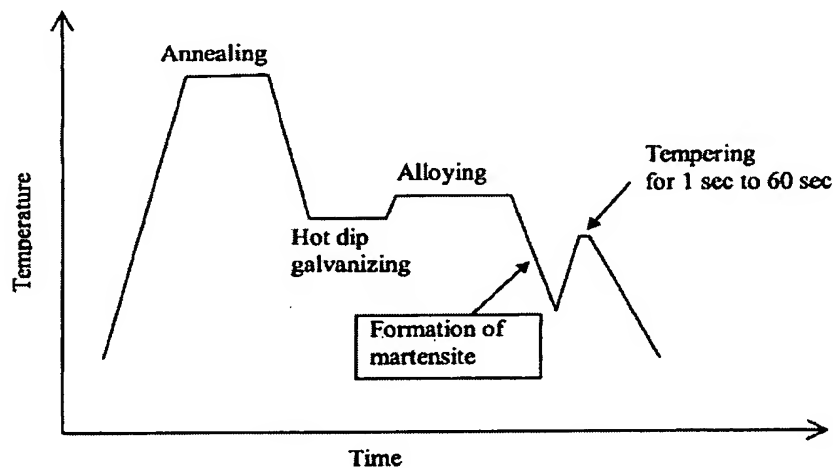 Annealing
Alloying
Tempering
for 1 sec to 60 sec
Hot dip
galvanizing
Formation of
martensite
Temperature
Time